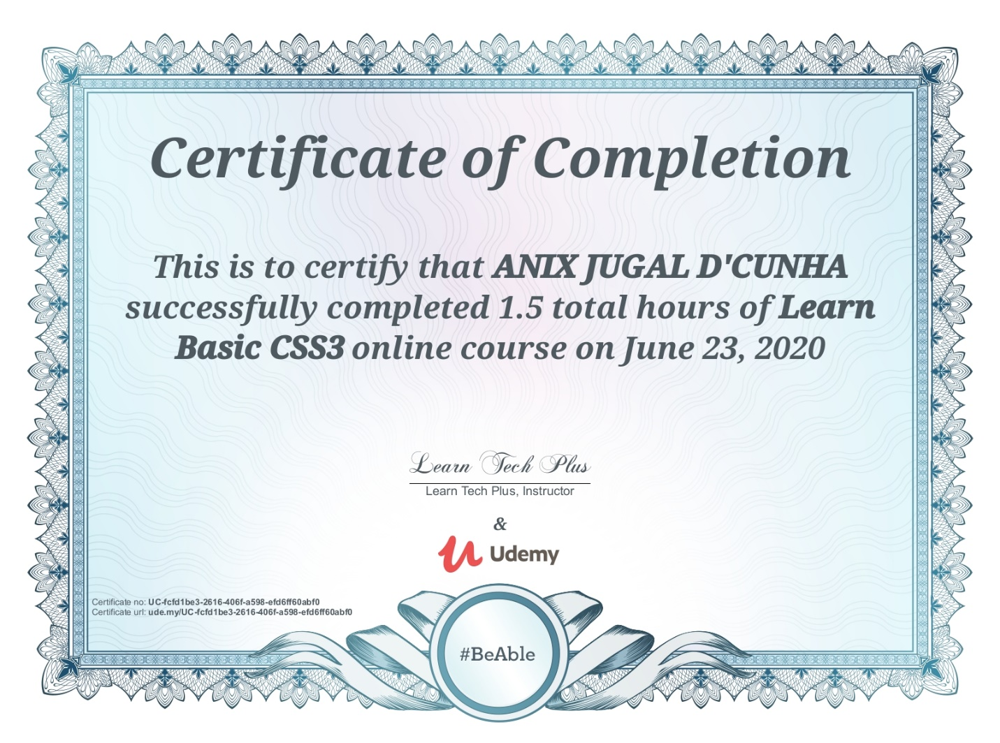 Certificate of Completion
This is to certify that ANIX JUGAL D'CUNHA
successfully completed 1.5 total hours of Learn
Basic CSS3 online course on June 23, 2020
Learn Tech Plus
Learn Tech Plus, Instructor
&
Udemy
Certificate no: UC-fcfd1be3-2616-406f-a598-efd6ff60abf0
Certificate url: ude.my/UC-fcfd1be3-2616-406f-a598-efd6ff60abf0
#BeAble